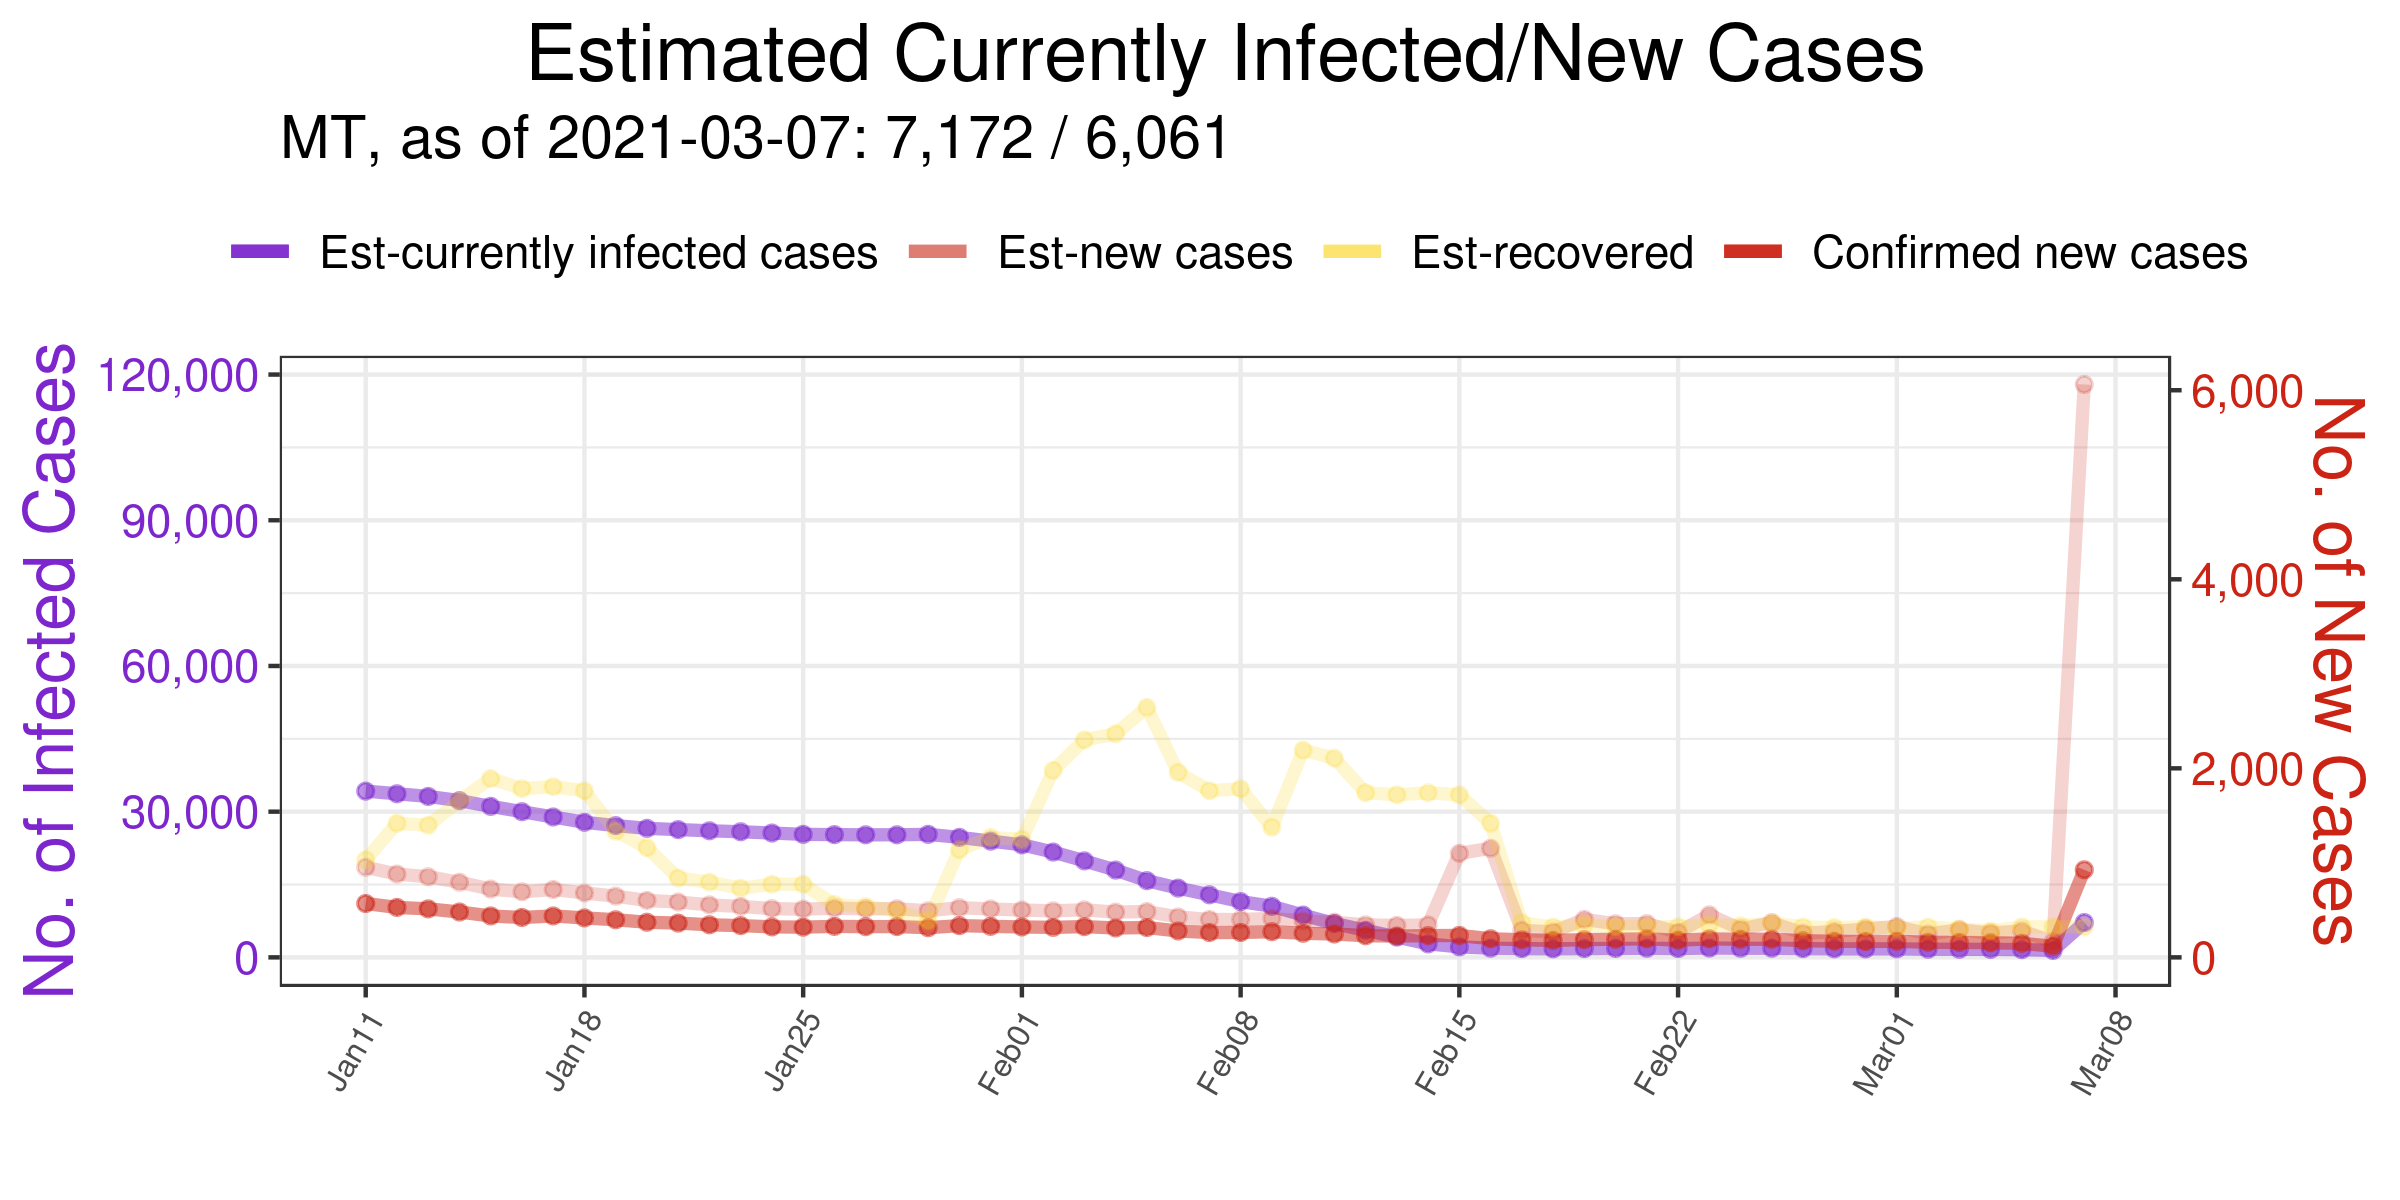 Estimated Currently Infected/New Cases
MT, as of 2021-03-07: 7,172 / 6,061
Est-currently infected cases Est-new cases Est-recovered Confirmed new cases
No. of Infected Cases
120,000
90,000
60,000
30,000
0
6,000
4,000
2,000
0
No. of New Cases
Jan11 Jan18 Jan25 Feb01 Feb08 Feb15 Feb22 Mar01 Mar08